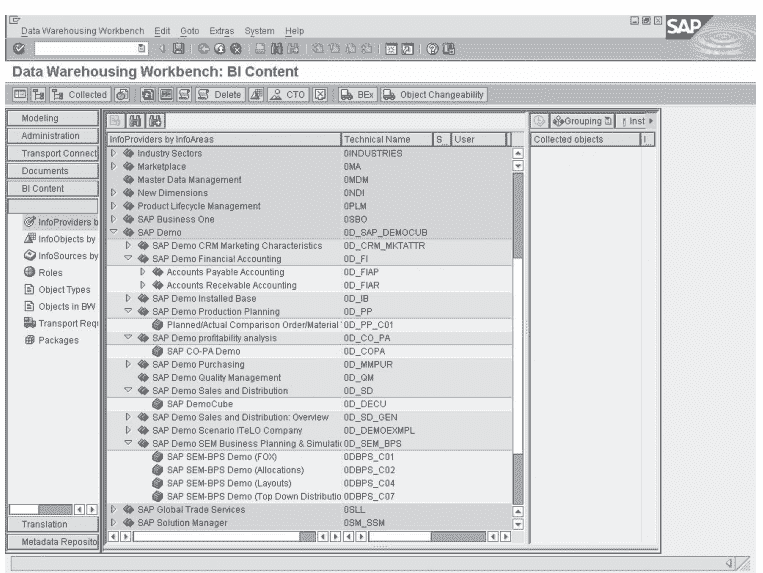 Data Warehousing Workbench Edit Goto Extras System Help
SAP
Data Warehousing Workbench: BI Content
Collected Delete CTO BEx Object Changeability
Modeling
Administration
Transport Connect
Documents
BI Content
InfoProviders b
InfoObjects by
InfoSources by
Roles
Object Types
Objects in BW
Transport Requ
Packages
Translation
Metadata Reposito
InfoProviders by InfoAreas Technical Name S.. User
Industry Sectors 0INDUSTRIES
Marketplace 0MA
Master Data Management 0MDM
New Dimensions 0NDI
Product Lifecycle Management 0PLM
SAP Business One 0SBO
SAP Demo 0D_SAP_DEMOCUB
SAP Demo CRM Marketing Characteristics 0D_CRM_MKTATTR
SAP Demo Financial Accounting 0D_FI
Accounts Payable Accounting 0D_FIAP
Accounts Receivable Accounting 0D_FIAR
SAP Demo Installed Base 0D_IB
SAP Demo Production Planning 0D_PP
Planned/Actual Comparison Order/Material 0D_PP_C01
SAP Demo profitability analysis 0D_CO_PA
SAP CO-PA Demo 0D_COPA
SAP Demo Purchasing 0D_MMPUR
SAP Demo Quality Management 0D_QM
SAP Demo Sales and Distribution 0D_SD
SAP DemoCube 0D_DECU
SAP Demo Sales and Distribution: Overview 0D_SD_GEN
SAP Demo Scenario ITeLO Company 0D_DEMOEXMPL
SAP Demo SEM Business Planning & Simulatic 0D_SEM_BPS
SAP SEM-BPS Demo (FOX) 0DBPS_C01
SAP SEM-BPS Demo (Allocations) 0DBPS_C02
SAP SEM-BPS Demo (Layouts) 0DBPS_C04
SAP SEM-BPS Demo (Top Down Distributio 0DBPS_C07
SAP Global Trade Services 0SLL
SAP Solution Manager 0SM_SSM
Grouping Inst
Collected objects I..